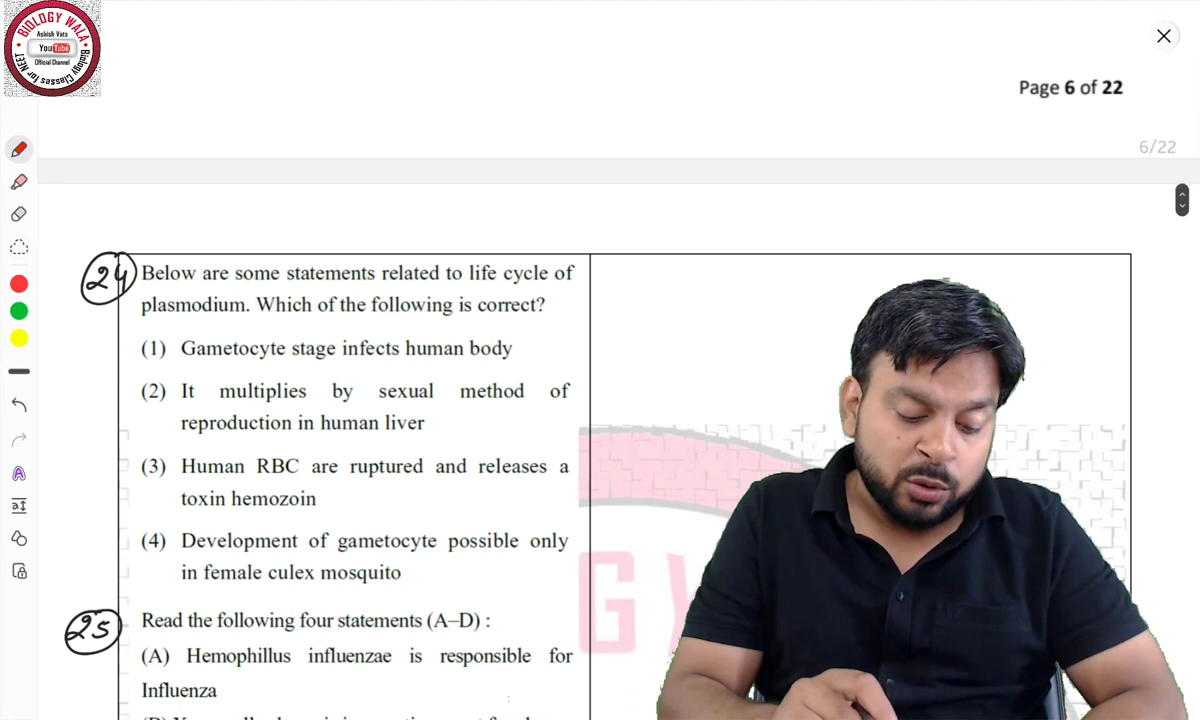 BIOLOGY WALA
Ashish Vats
YouTube
Official Channel
Biology Classes for NEET
Page 6 of 22
6/22
24
Below are some statements related to life cycle of
plasmodium. Which of the following is correct?
(1) Gametocyte stage infects human body
(2) It multiplies by sexual method of
reproduction in human liver
(3) Human RBC are ruptured and releases a
toxin hemozoin
(4) Development of gametocyte possible only
in female culex mosquito
25
Read the following four statements (A–D) :
(A) Hemophillus influenzae is responsible for
Influenza